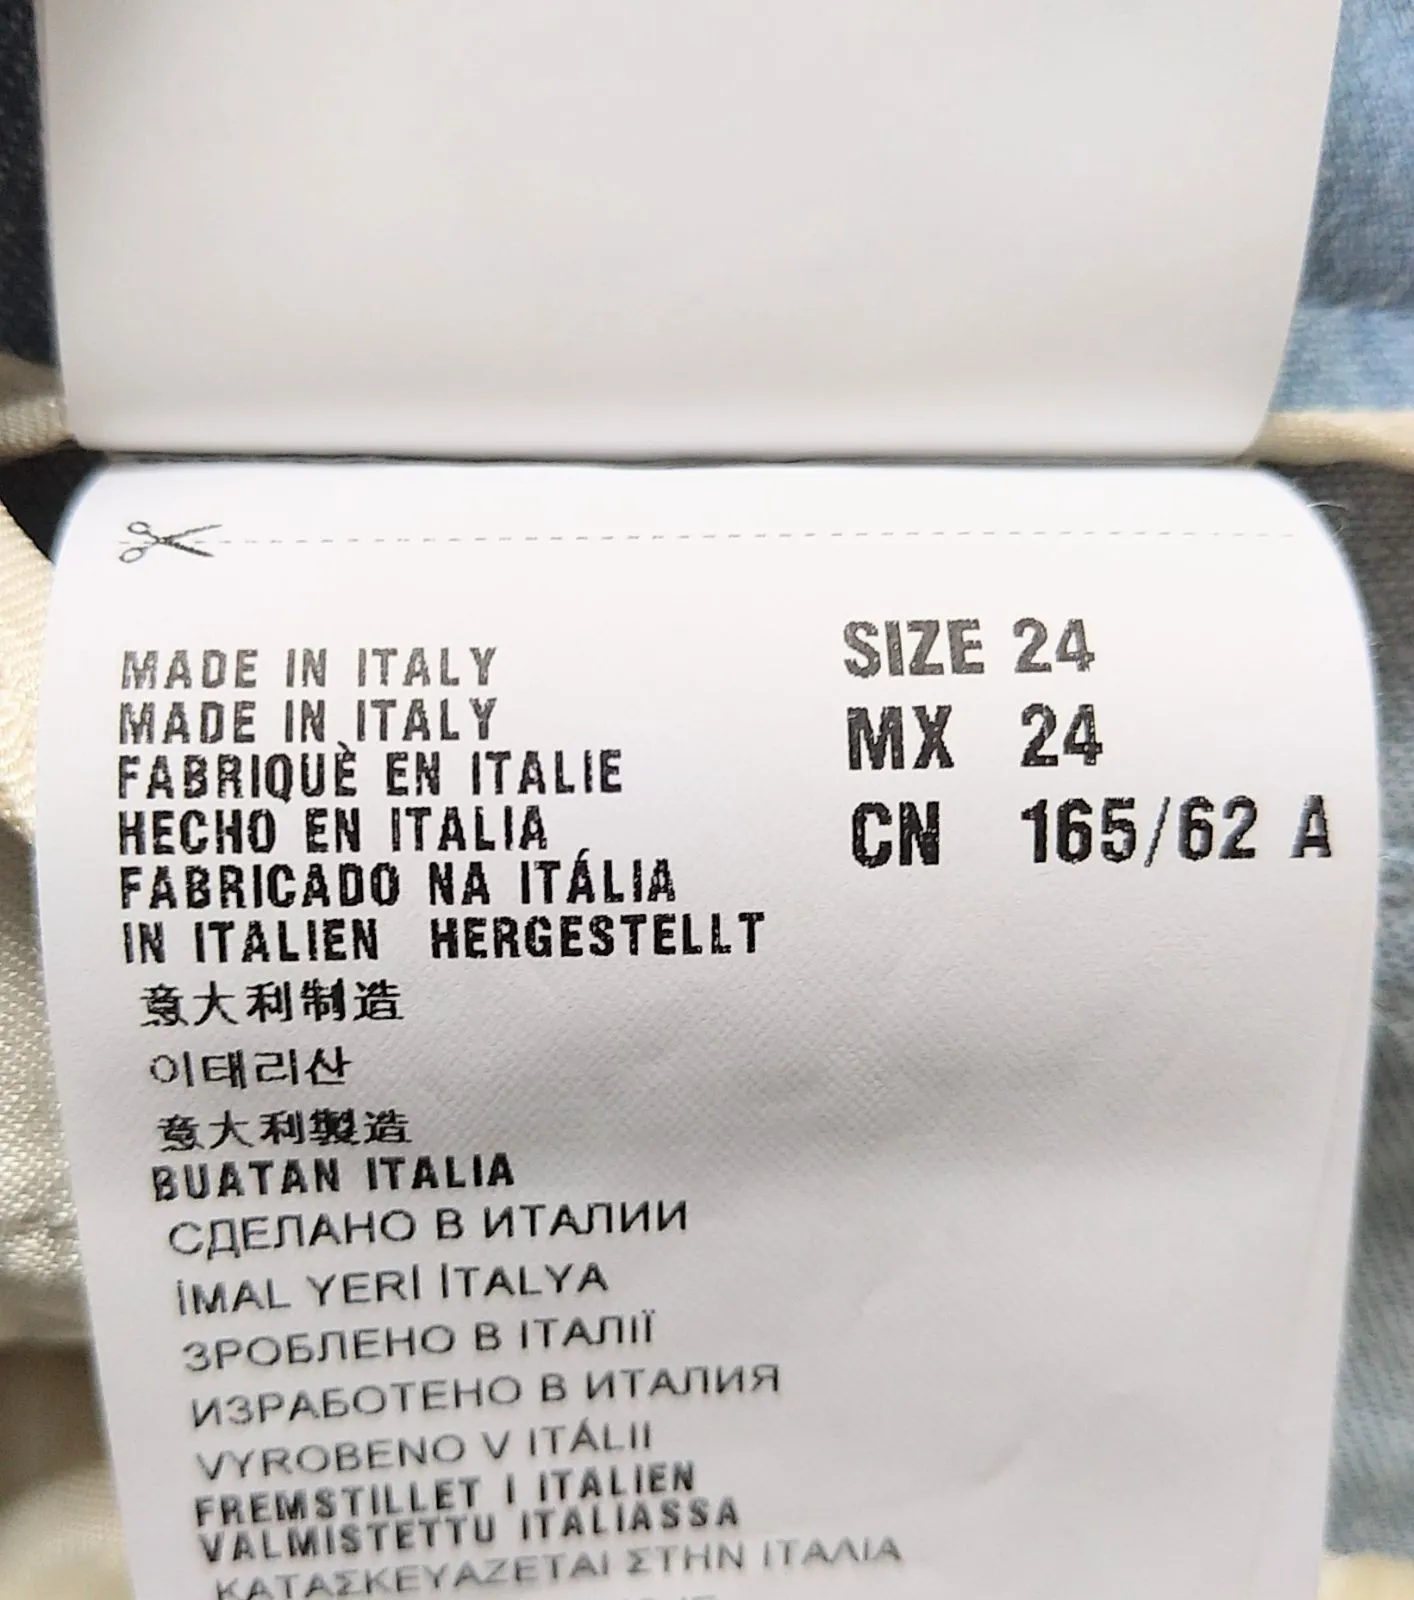 MADE IN ITALY
MADE IN ITALY
FABRIQUÈ EN ITALIE
HECHO EN ITALIA
FABRICADO NA ITÁLIA
IN ITALIEN HERGESTELLT
意大利制造
이태리산
意大利製造
BUATAN ITALIA
СДЕЛАНО В ИТАЛИИ
İMAL YERİ İTALYA
ЗРОБЛЕНО В ІТАЛІЇ
ИЗРАБОТЕНО В ИТАЛИЯ
VYROBENO V ITÁLII
FREMSTILLET I ITALIEN
VALMISTETTU ITALIASSA
ΚΑΤΑΣΚΕΥΑΖΕΤΑΙ ΣΤΗΝ ΙΤΑΛΙΑ
SIZE 24
MX 24
CN 165/62 A